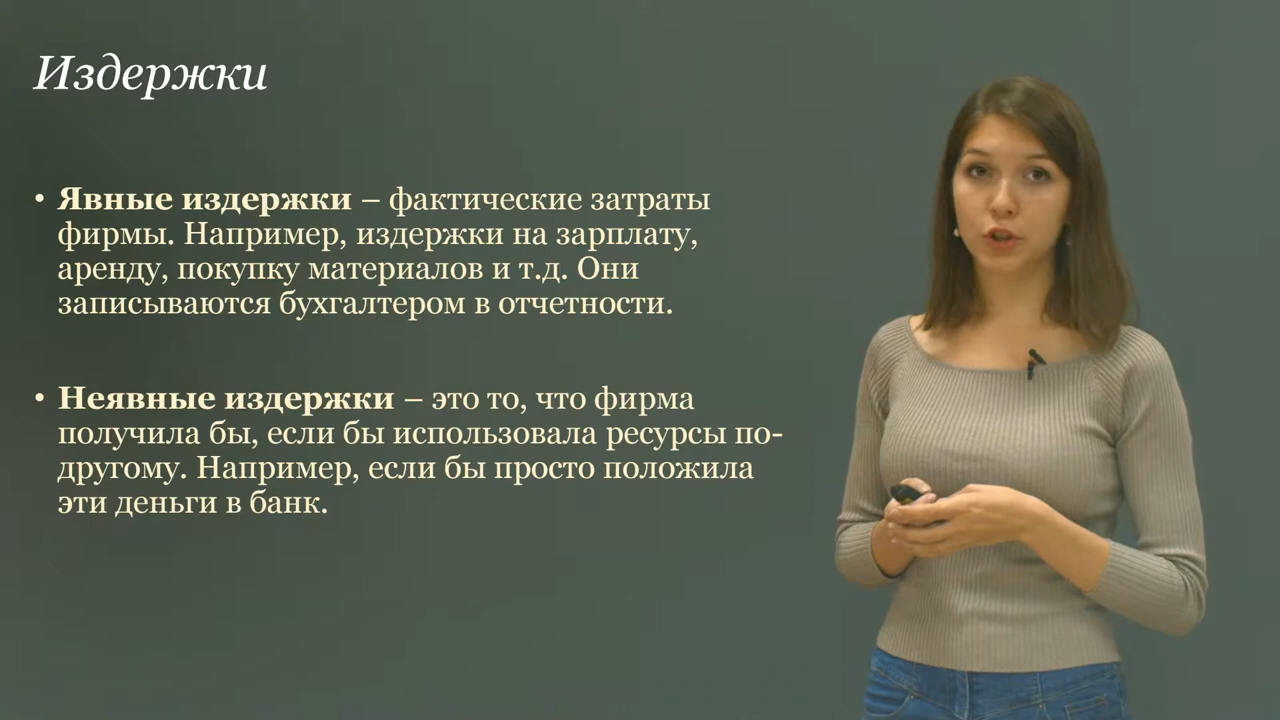 Издержки
• Явные издержки – фактические затраты
фирмы. Например, издержки на зарплату,
аренду, покупку материалов и т.д. Они
записываются бухгалтером в отчетности.
• Неявные издержки – это то, что фирма
получила бы, если бы использовала ресурсы по-
другому. Например, если бы просто положила
эти деньги в банк.